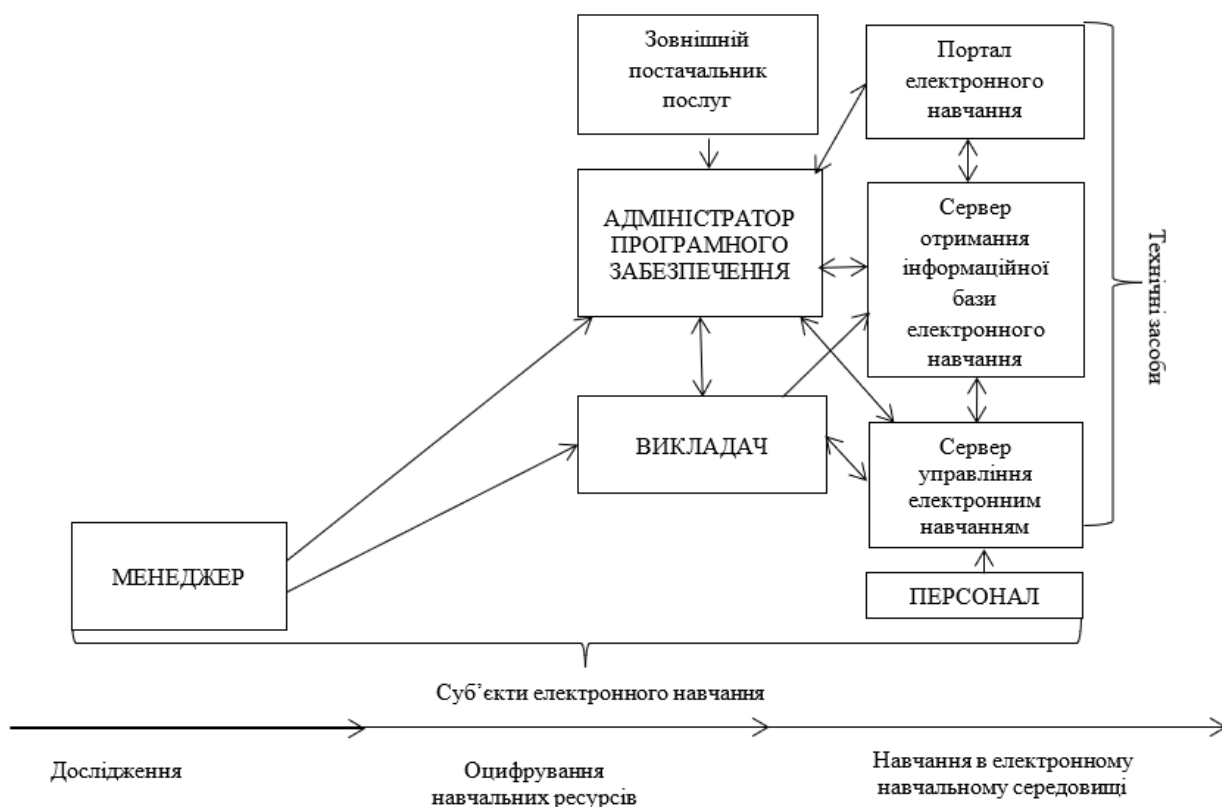 Зовнішній
постачальник
послуг
Портал
електронного
навчання
АДМІНІСТРАТОР
ПРОГРАМНОГО
ЗАБЕЗПЕЧЕННЯ
Сервер
отримання
інформаційної
бази
електронного
навчання
Технічні засоби
ВИКЛАДАЧ
Сервер
управління
електронним
навчанням
МЕНЕДЖЕР
ПЕРСОНАЛ
Суб’єкти електронного навчання
Дослідження
Оцифрування
навчальних ресурсів
Навчання в електронному
навчальному середовищі